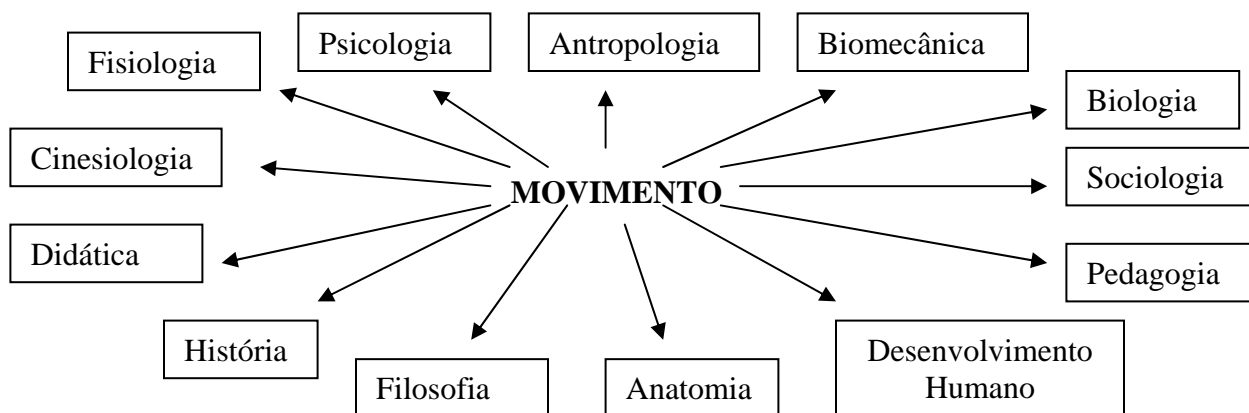 Psicologia
Antropologia
Biomecânica
Fisiologia
Biologia
Cinesiologia
Sociologia
MOVIMENTO
Didática
Pedagogia
História
Desenvolvimento
Humano
Filosofia
Anatomia